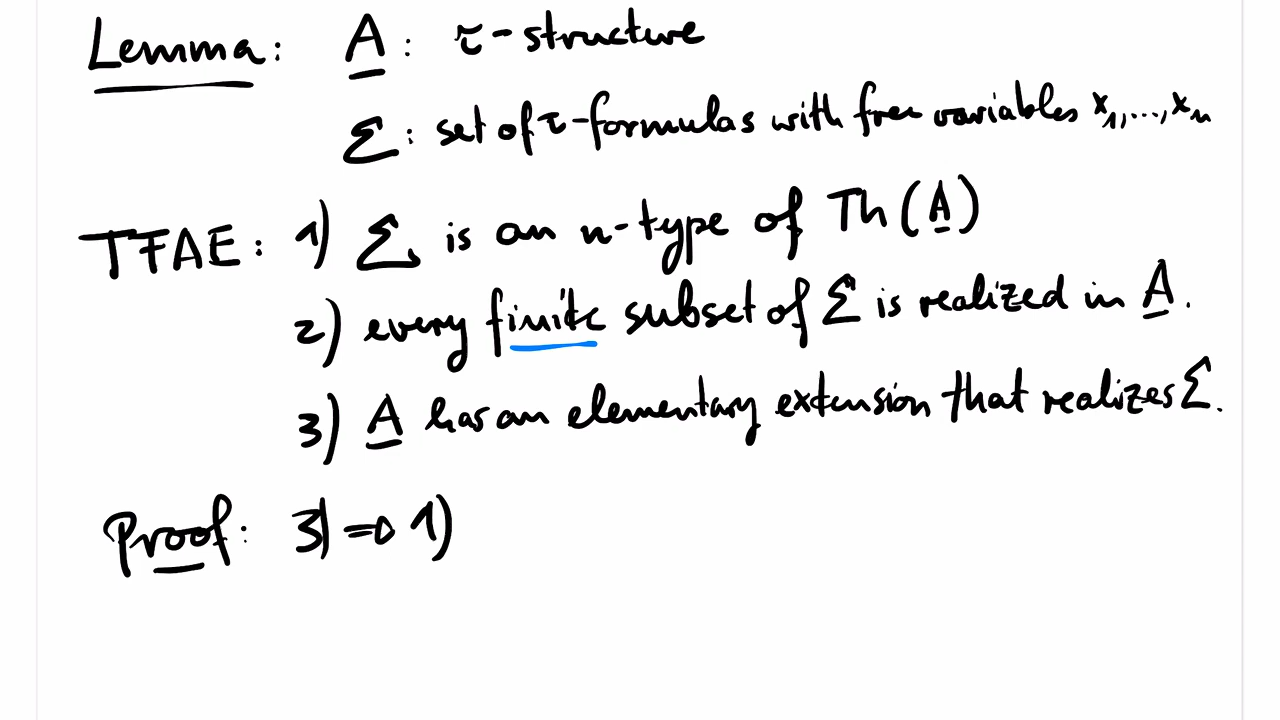 Lemma: A: τ-structure
Σ: set of τ-formulas with free variables x₁,...,xₙ
TFAE: 1) Σ is an n-type of Th(A)
2) every finite subset of Σ is realized in A.
3) A has an elementary extension that realizes Σ.
Proof: 3) ⇒ 1)